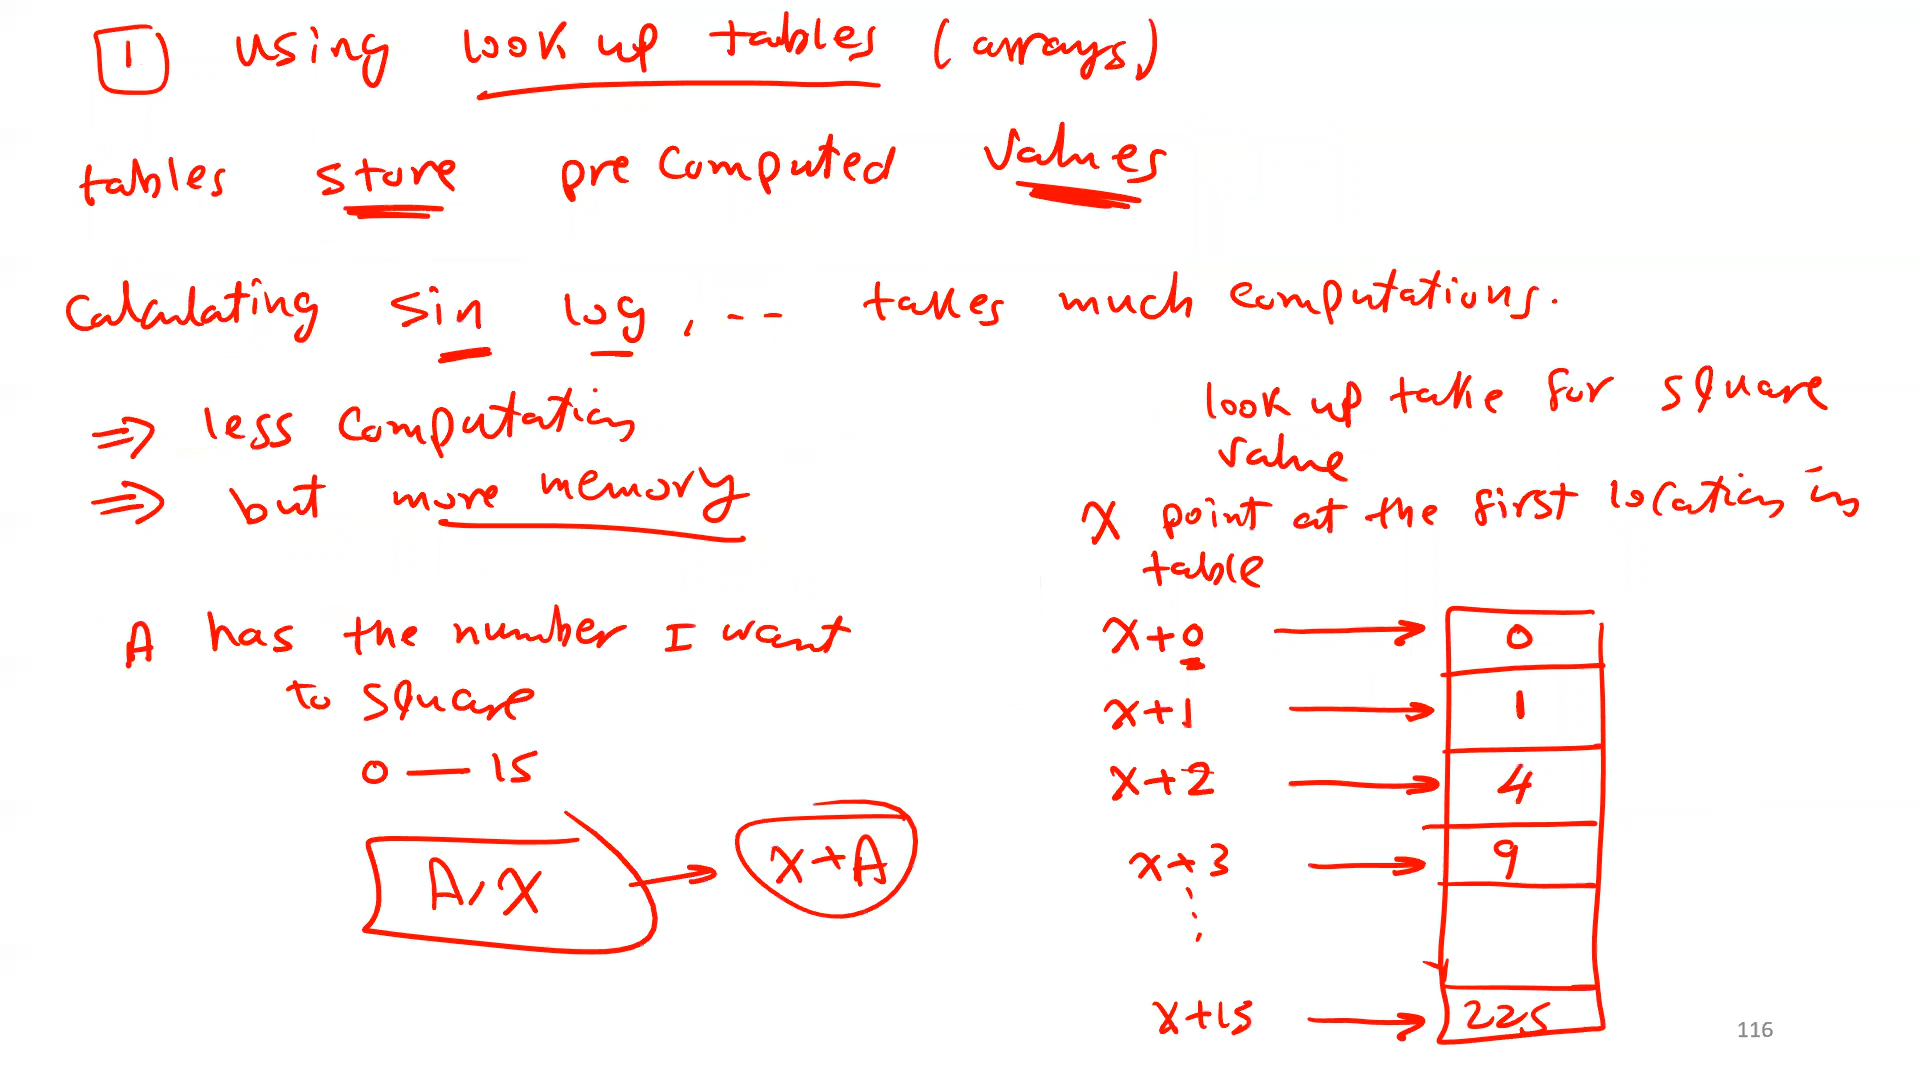 1 using look up tables (arrays)
tables store pre computed values
Calculating sin log, -- takes much computations.
⇒ less computation
⇒ but more memory
look up take for square
value
X point at the first location in
table
A has the number I want
to square
0 — 15
A,X → X+A
X+0 → 0
X+1 → 1
X+2 → 4
X+3 → 9
X+15 → 225
116